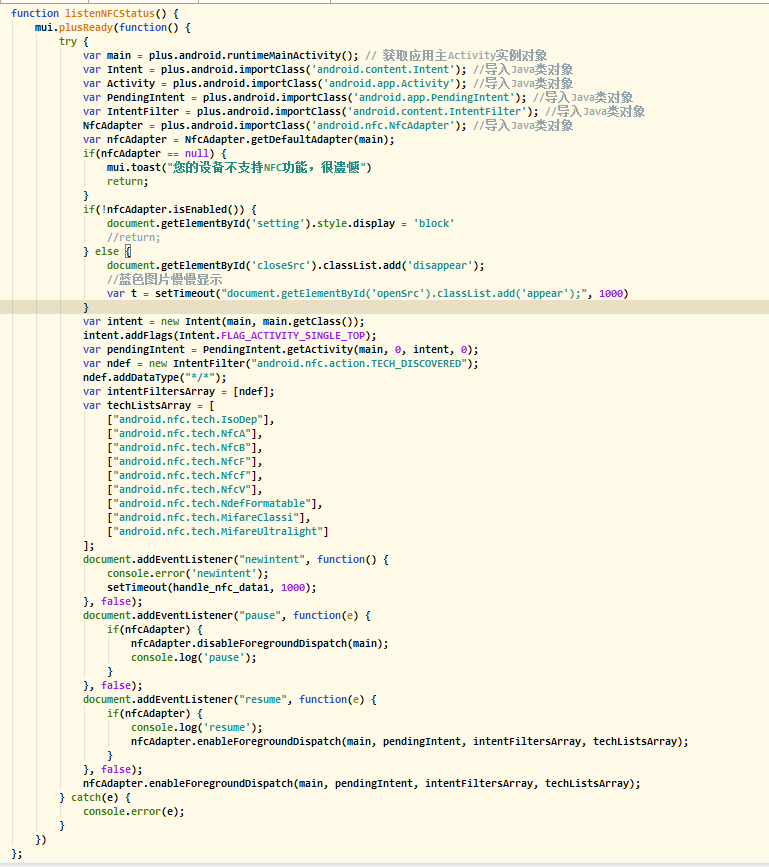 function listenNFCStatus() {
mui.plusReady(function() {
try {
var main = plus.android.runtimeMainActivity(); // 获取应用主Activity实例对象
var Intent = plus.android.importClass('android.content.Intent'); //导入Java类对象
var Activity = plus.android.importClass('android.app.Activity'); //导入Java类对象
var PendingIntent = plus.android.importClass('android.app.PendingIntent'); //导入Java类对象
var IntentFilter = plus.android.importClass('android.content.IntentFilter'); //导入Java类对象
NfcAdapter = plus.android.importClass('android.nfc.NfcAdapter'); //导入Java类对象
var nfcAdapter = NfcAdapter.getDefaultAdapter(main);
if(nfcAdapter == null) {
mui.toast("您的设备不支持NFC功能，很遗憾")
return;
}
if(!nfcAdapter.isEnabled()) {
document.getElementById('setting').style.display = 'block'
//return;
} else {
document.getElementById('closeSrc').classList.add('disappear');
//蓝色图片慢慢显示
var t = setTimeout("document.getElementById('openSrc').classList.add('appear');", 1000)
}
var intent = new Intent(main, main.getClass());
intent.addFlags(Intent.FLAG_ACTIVITY_SINGLE_TOP);
var pendingIntent = PendingIntent.getActivity(main, 0, intent, 0);
var ndef = new IntentFilter("android.nfc.action.TECH_DISCOVERED");
ndef.addDataType("*/*");
var intentFiltersArray = [ndef];
var techListsArray = [
["android.nfc.tech.IsoDep"],
["android.nfc.tech.NfcA"],
["android.nfc.tech.NfcB"],
["android.nfc.tech.NfcF"],
["android.nfc.tech.Nfcf"],
["android.nfc.tech.NfcV"],
["android.nfc.tech.NdefFormatable"],
["android.nfc.tech.MifareClassi"],
["android.nfc.tech.MifareUltralight"]
];
document.addEventListener("newintent", function() {
console.error('newintent');
setTimeout(handle_nfc_data1, 1000);
}, false);
document.addEventListener("pause", function(e) {
if(nfcAdapter) {
nfcAdapter.disableForegroundDispatch(main);
console.log('pause');
}
}, false);
document.addEventListener("resume", function(e) {
if(nfcAdapter) {
console.log('resume');
nfcAdapter.enableForegroundDispatch(main, pendingIntent, intentFiltersArray, techListsArray);
}
}, false);
nfcAdapter.enableForegroundDispatch(main, pendingIntent, intentFiltersArray, techListsArray);
} catch(e) {
console.error(e);
}
})
};